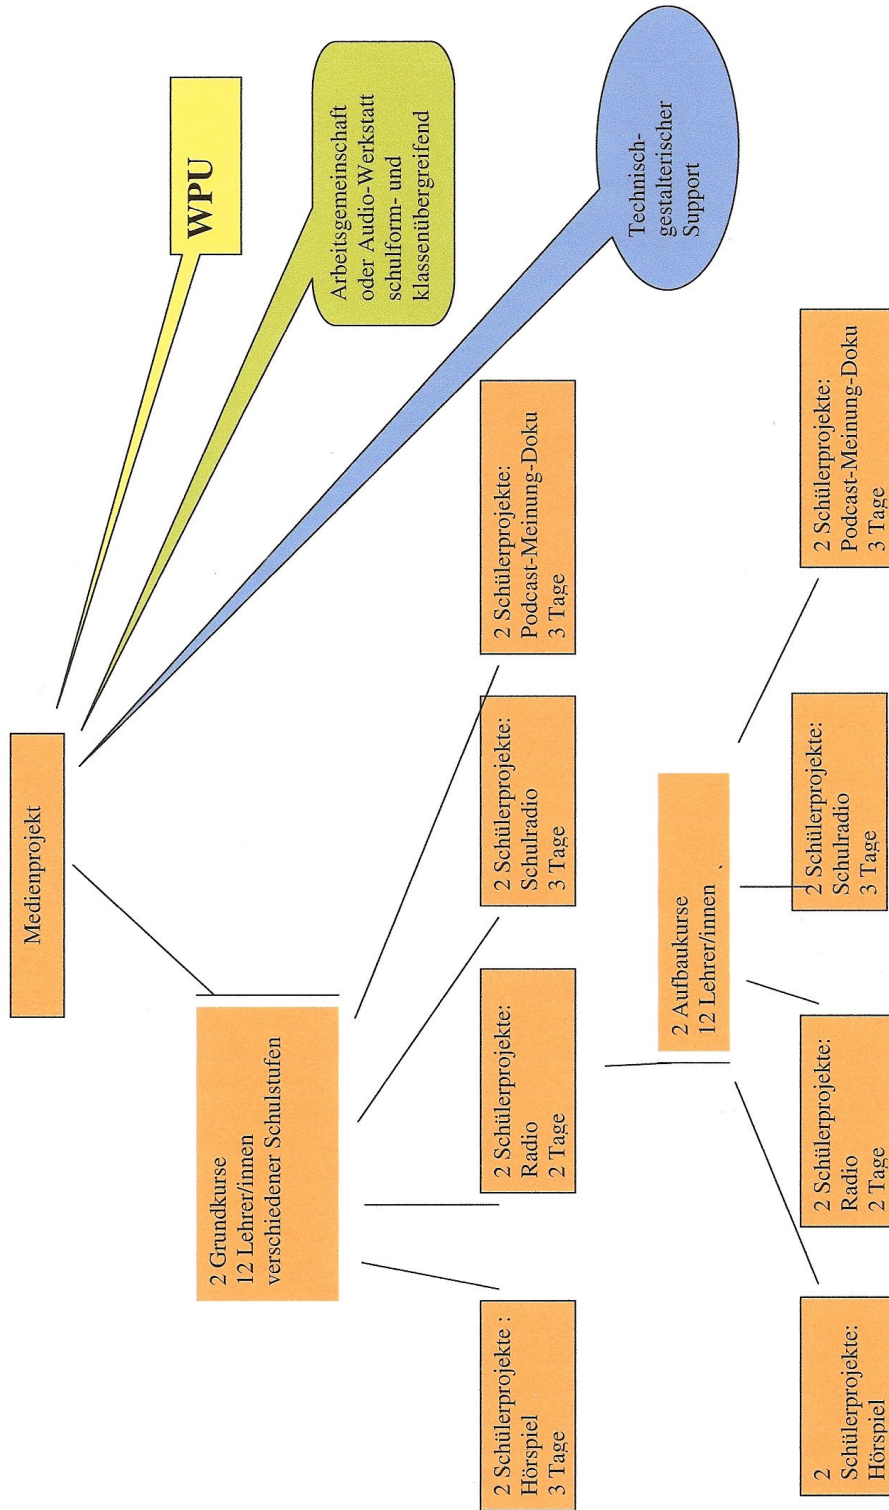 Medienprojekt
WPU
Arbeitsgemeinschaft
oder Audio-Werkstatt
schulform- und
klassenübergreifend
Technisch-
gestalterischer
Support
2 Grundkurse
12 Lehrer/innen
verschiedener Schulstufen
2 Schülerprojekte :
Hörspiel
3 Tage
2 Schülerprojekte:
Radio
2 Tage
2 Schülerprojekte:
Schulradio
3 Tage
2 Schülerprojekte:
Podcast-Meinung-Doku
3 Tage
2 Aufbaukurse
12 Lehrer/innen
2
Schülerprojekte:
Hörspiel
2 Schülerprojekte:
Radio
2 Tage
2 Schülerprojekte:
Schulradio
3 Tage
2 Schülerprojekte:
Podcast-Meinung-Doku
3 Tage